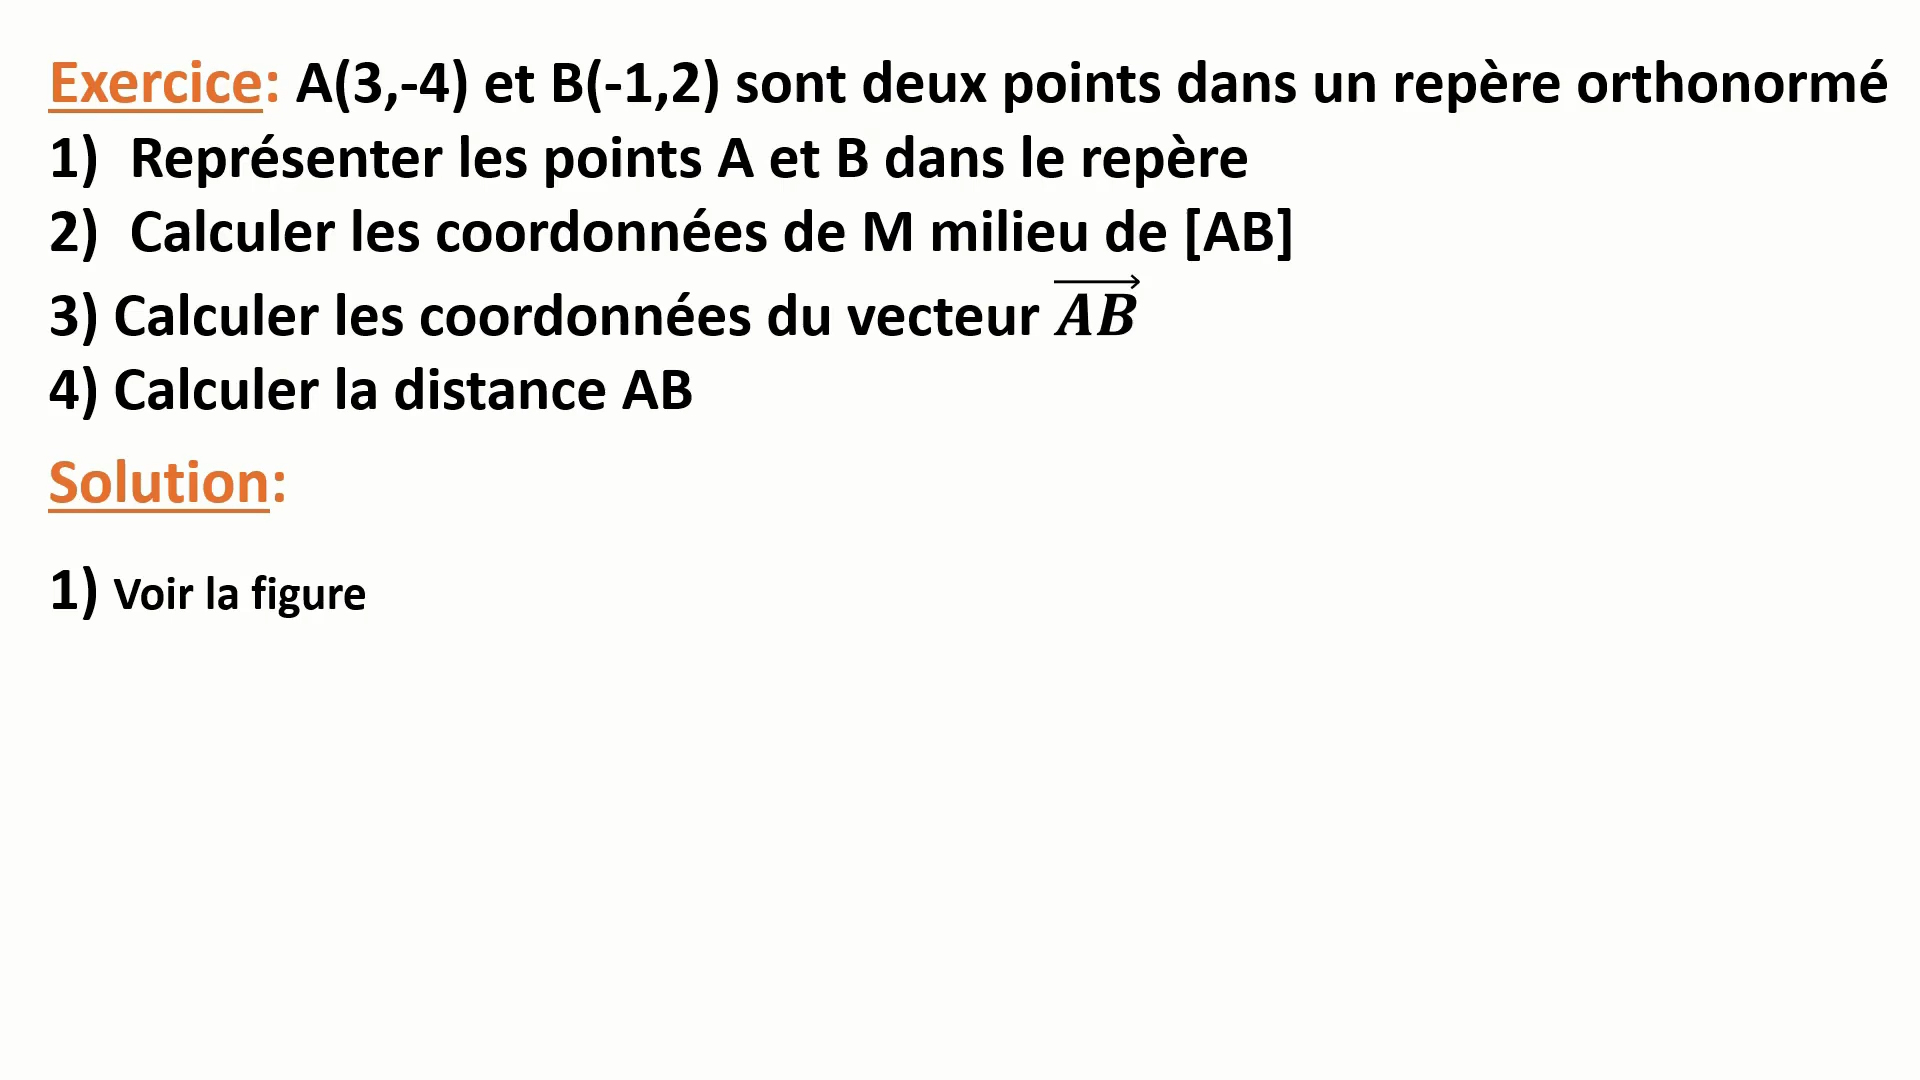 Exercice: A(3,-4) et B(-1,2) sont deux points dans un repère orthonormé
1) Représenter les points A et B dans le repère
2) Calculer les coordonnées de M milieu de [AB]
3) Calculer les coordonnées du vecteur $\overrightarrow{AB}$
4) Calculer la distance AB
Solution:
1) Voir la figure